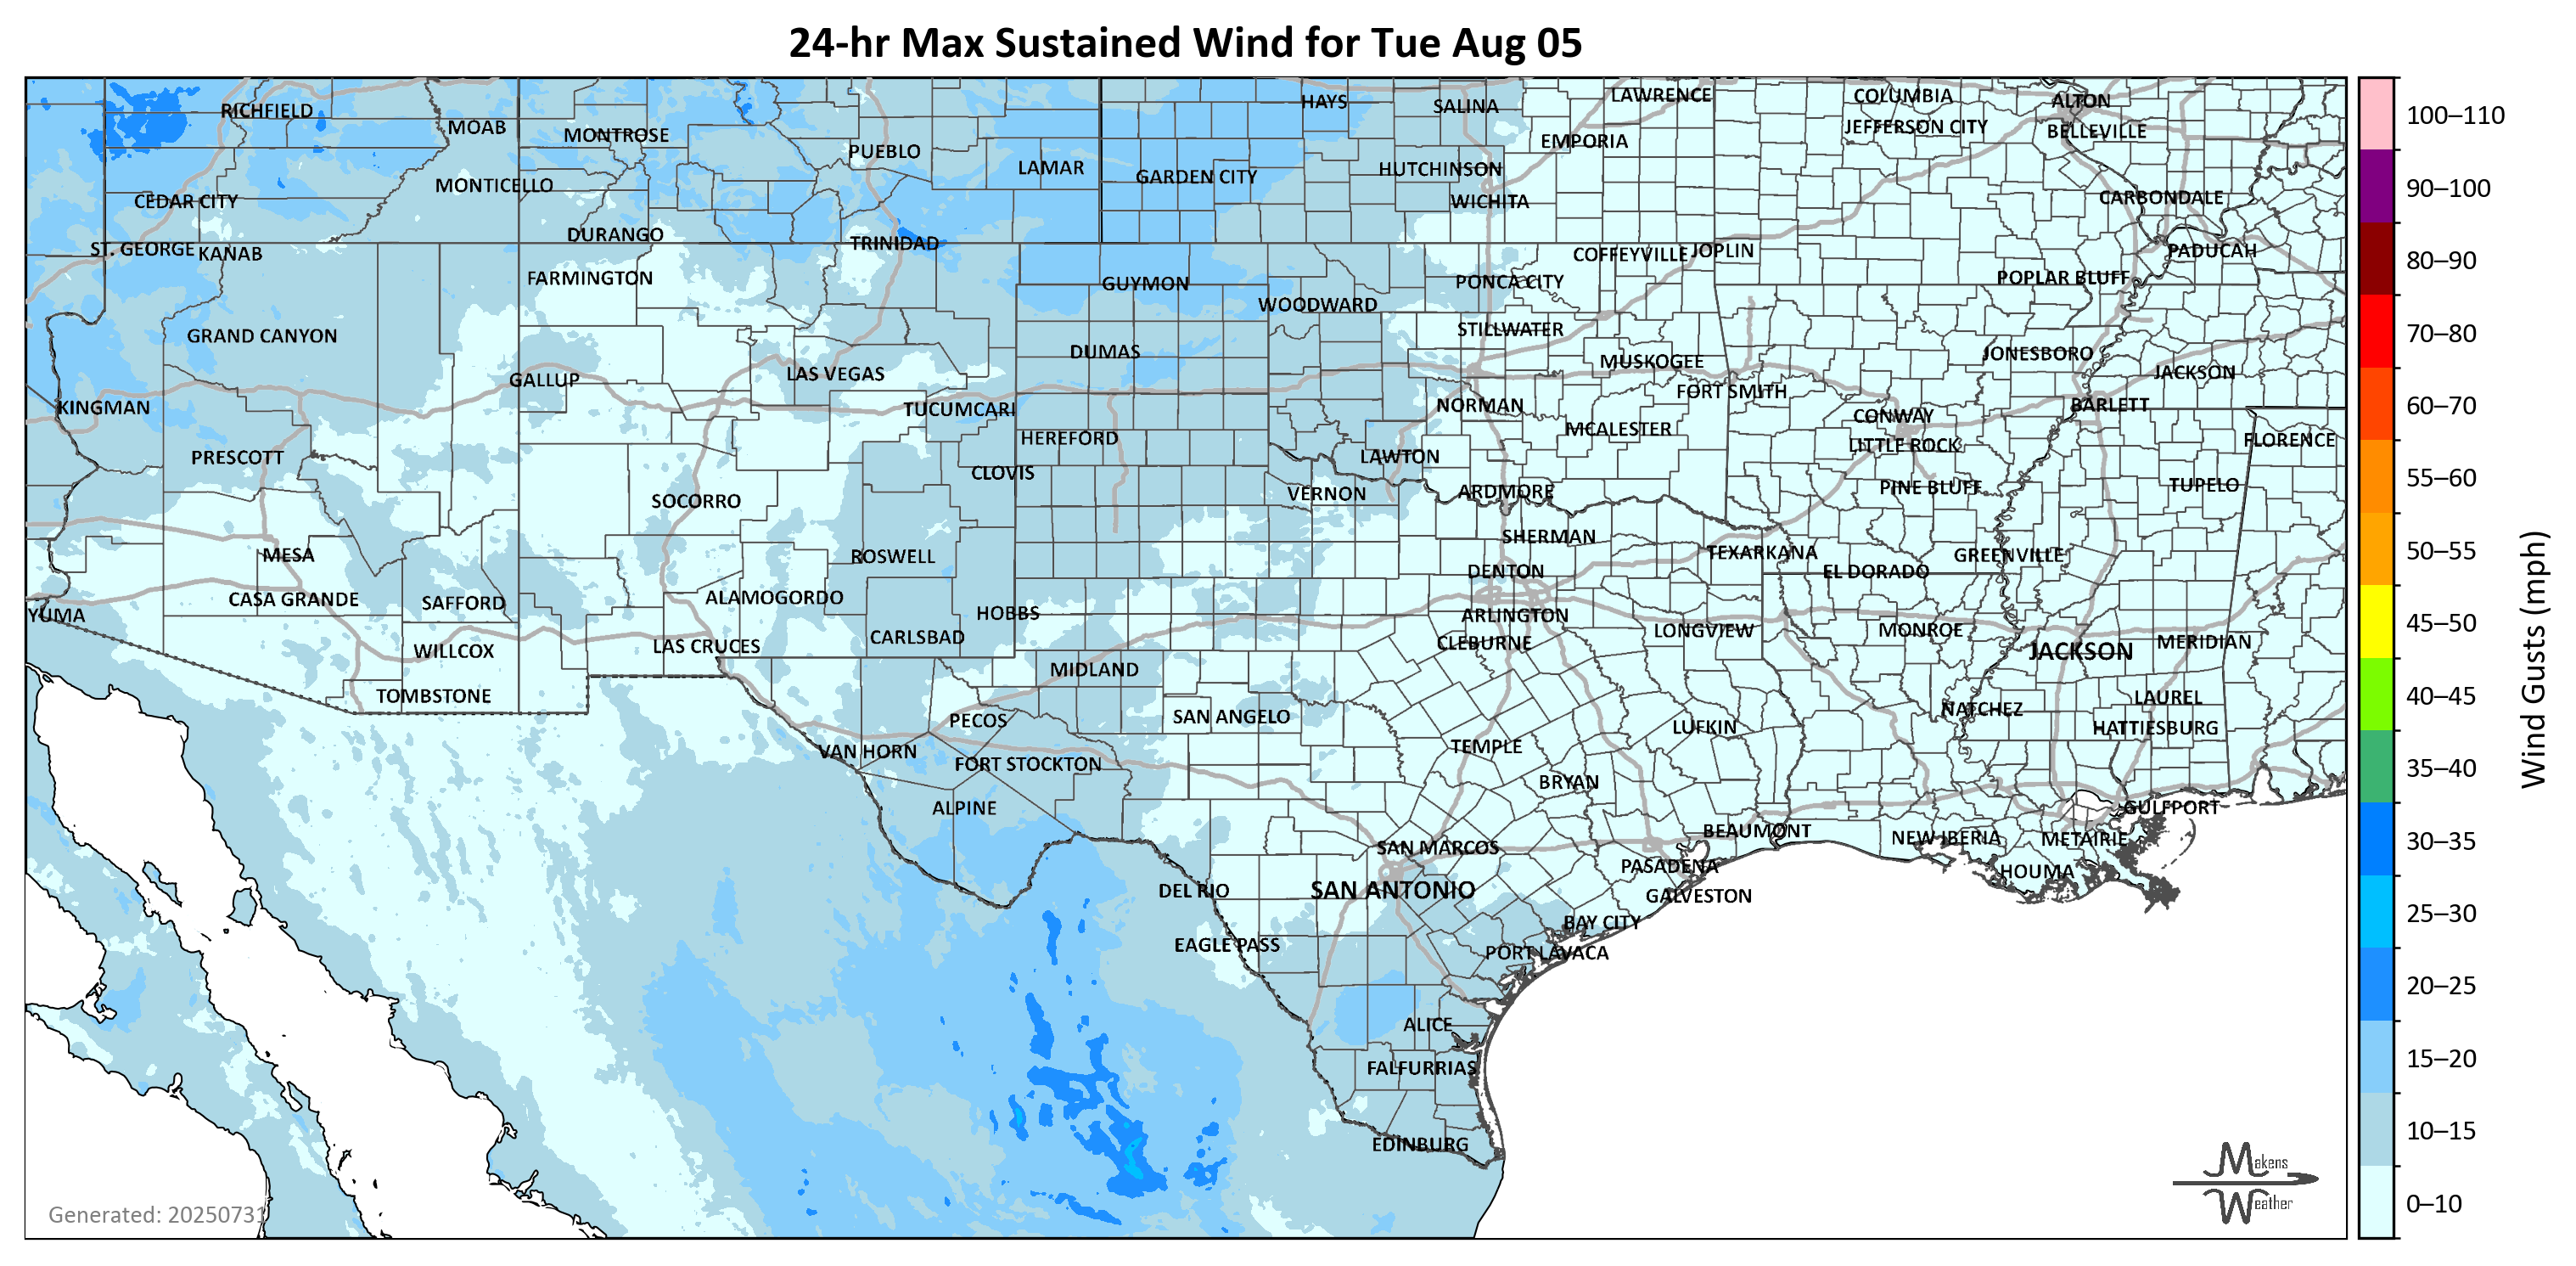 24-hr Max Sustained Wind for Tue Aug 05
RICHFIELD
MOAB
MONTROSE
PUEBLO
LAMAR
HAYS
SALINA
LAWRENCE
COLUMBIA
ALTON
EMPORIA
JEFFERSON CITY
BELLEVILLE
CEDAR CITY
MONTICELLO
GARDEN CITY
HUTCHINSON
WICHITA
CARBONDALE
ST. GEORGE
KANAB
DURANGO
TRINIDAD
COFFEYVILLE
JOPLIN
PADUCAH
FARMINGTON
GUYMON
WOODWARD
PONCA CITY
POPLAR BLUFF
GRAND CANYON
DUMAS
STILLWATER
MUSKOGEE
JONESBORO
GALLUP
LAS VEGAS
FORT SMITH
JACKSON
KINGMAN
TUCUMCARI
NORMAN
CONWAY
BARLETT
PRESCOTT
HEREFORD
MCALESTER
LITTLE ROCK
FLORENCE
CLOVIS
LAWTON
SOCORRO
VERNON
ARDMORE
PINE BLUFF
TUPELO
MESA
ROSWELL
SHERMAN
TEXARKANA
GREENVILLE
DENTON
EL DORADO
YUMA
CASA GRANDE
SAFFORD
ALAMOGORDO
HOBBS
ARLINGTON
LAS CRUCES
CARLSBAD
CLEBURNE
LONGVIEW
MONROE
JACKSON
MERIDIAN
WILLCOX
MIDLAND
TOMBSTONE
PECOS
SAN ANGELO
LUFKIN
NATCHEZ
LAUREL
HATTIESBURG
VAN HORN
FORT STOCKTON
TEMPLE
BRYAN
ALPINE
SAN MARCOS
BEAUMONT
NEW IBERIA
METAIRIE
GULFPORT
DEL RIO
SAN ANTONIO
PASADENA
GALVESTON
HOUMA
EAGLE PASS
BAY CITY
PORT LAVACA
ALICE
FALFURRIAS
EDINBURG
Generated: 20250731
Makens
Weather
100–110
90–100
80–90
70–80
60–70
55–60
50–55
45–50
40–45
35–40
30–35
25–30
20–25
15–20
10–15
0–10
Wind Gusts (mph)